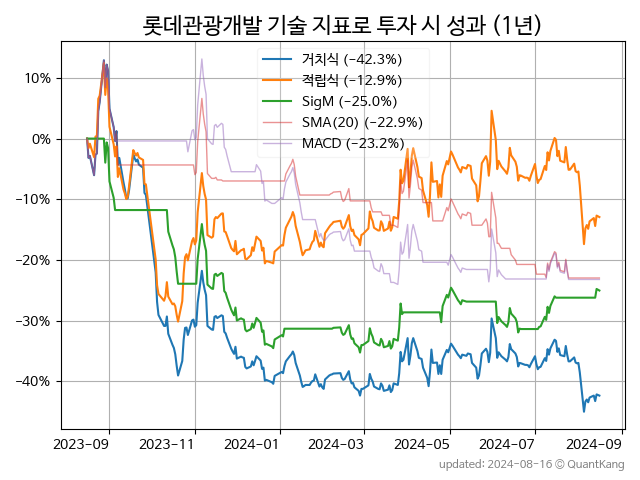 롯데관광개발 기술 지표로 투자 시 성과 (1년)
거치식 (−42.3%)
적립식 (−12.9%)
SigM (−25.0%)
SMA(20) (−22.9%)
MACD (−23.2%)
10%
0%
−10%
−20%
−30%
−40%
2023-09 2023-11 2024-01 2024-03 2024-05 2024-07 2024-09
updated: 2024-08-16 © QuantKang